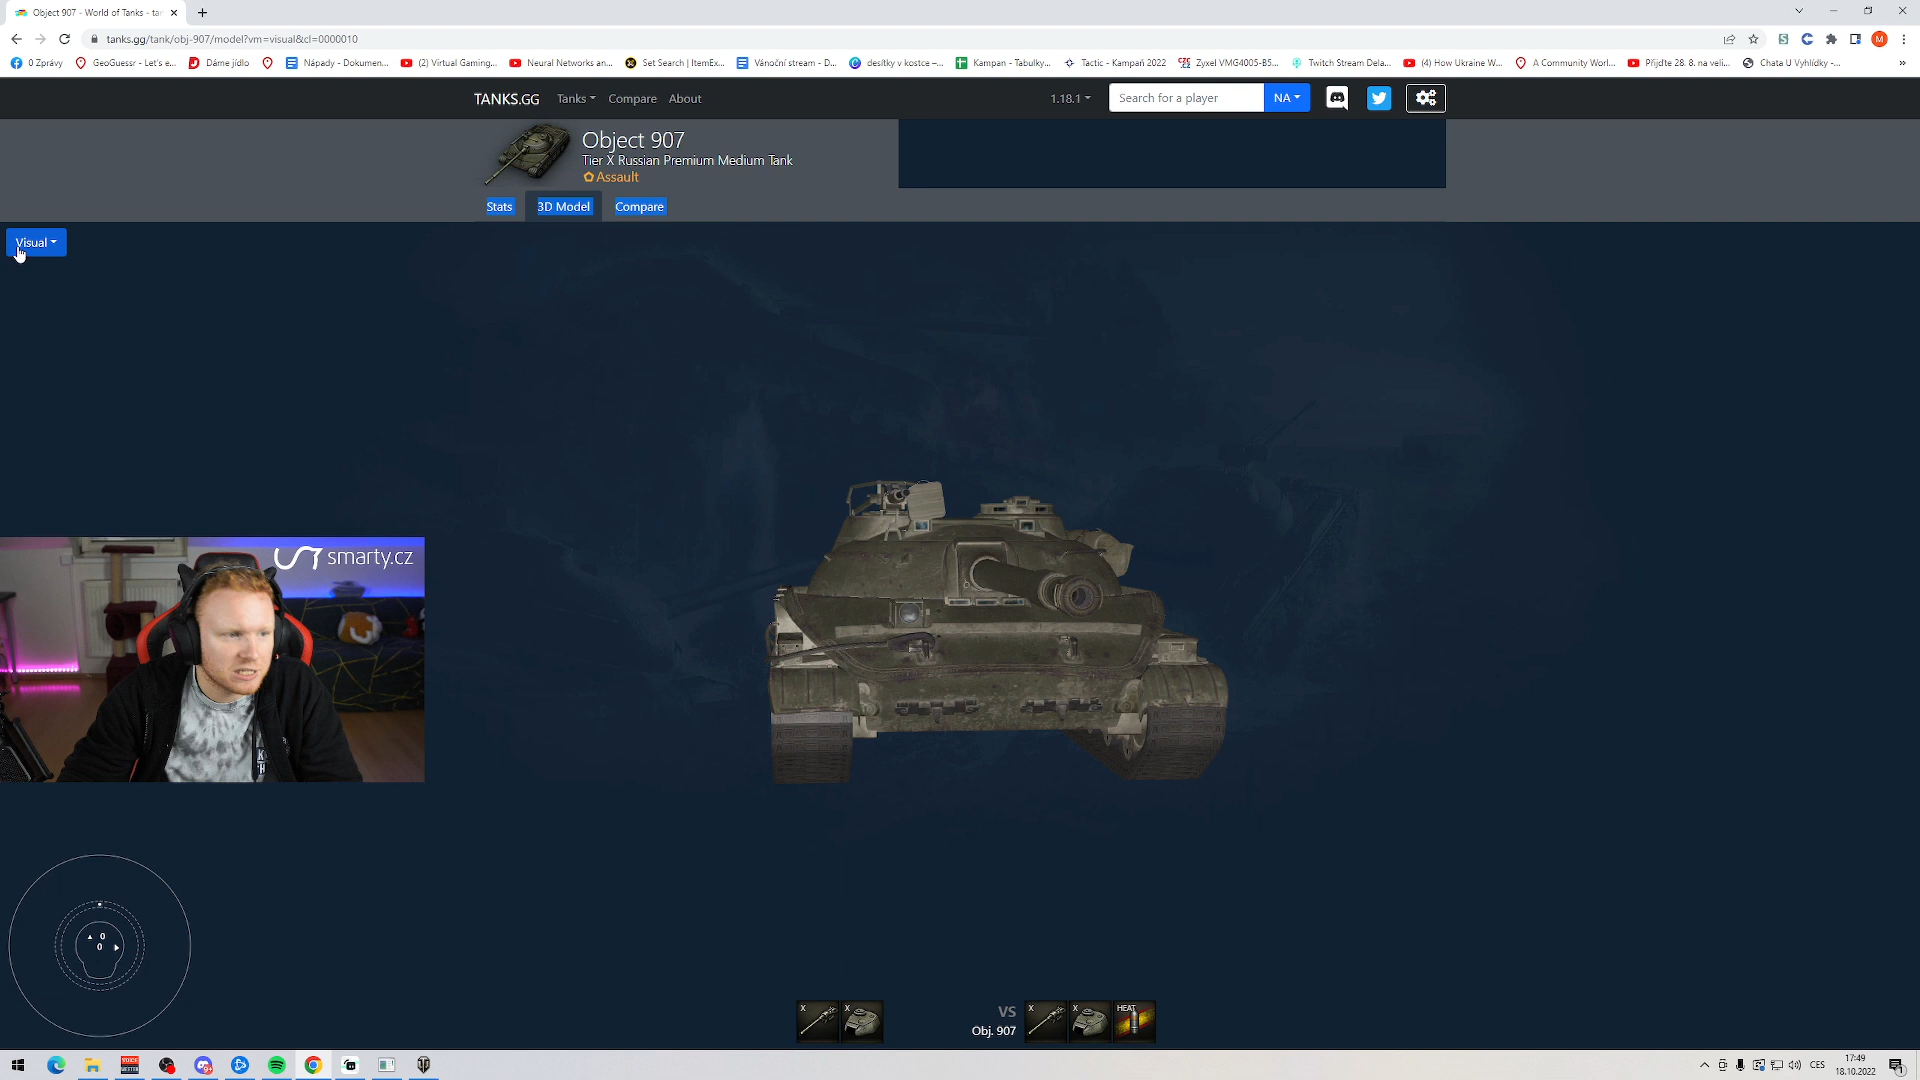 Object 907 - World of Tanks - tan
tanks.gg/tank/obj-907/model?vm=visual&cl=0000010
0 Zprávy
GeoGuessr - Let's e...
Dáme jídlo
Nápady - Dokumen...
(2) Virtual Gaming...
Neural Networks an...
Set Search | ItemEx...
Vánoční stream - D...
desítky v kostce –...
Kampan - Tabulky...
Tactic - Kampaň 2022
Zyxel VMG4005-B5...
Twitch Stream Dela...
(4) How Ukraine W...
A Community Worl...
Přijďte 28. 8. na veli...
Chata U Vyhlídky -...
M
TANKS.GG
Tanks
Compare
About
1.18.1
Search for a player
NA
Object 907
Tier X Russian Premium Medium Tank
Assault
Stats
3D Model
Compare
Visual
smarty.cz
0
0
X
X
VS
Obj. 907
X
X
HEAT
CES
17:49
18.10.2022